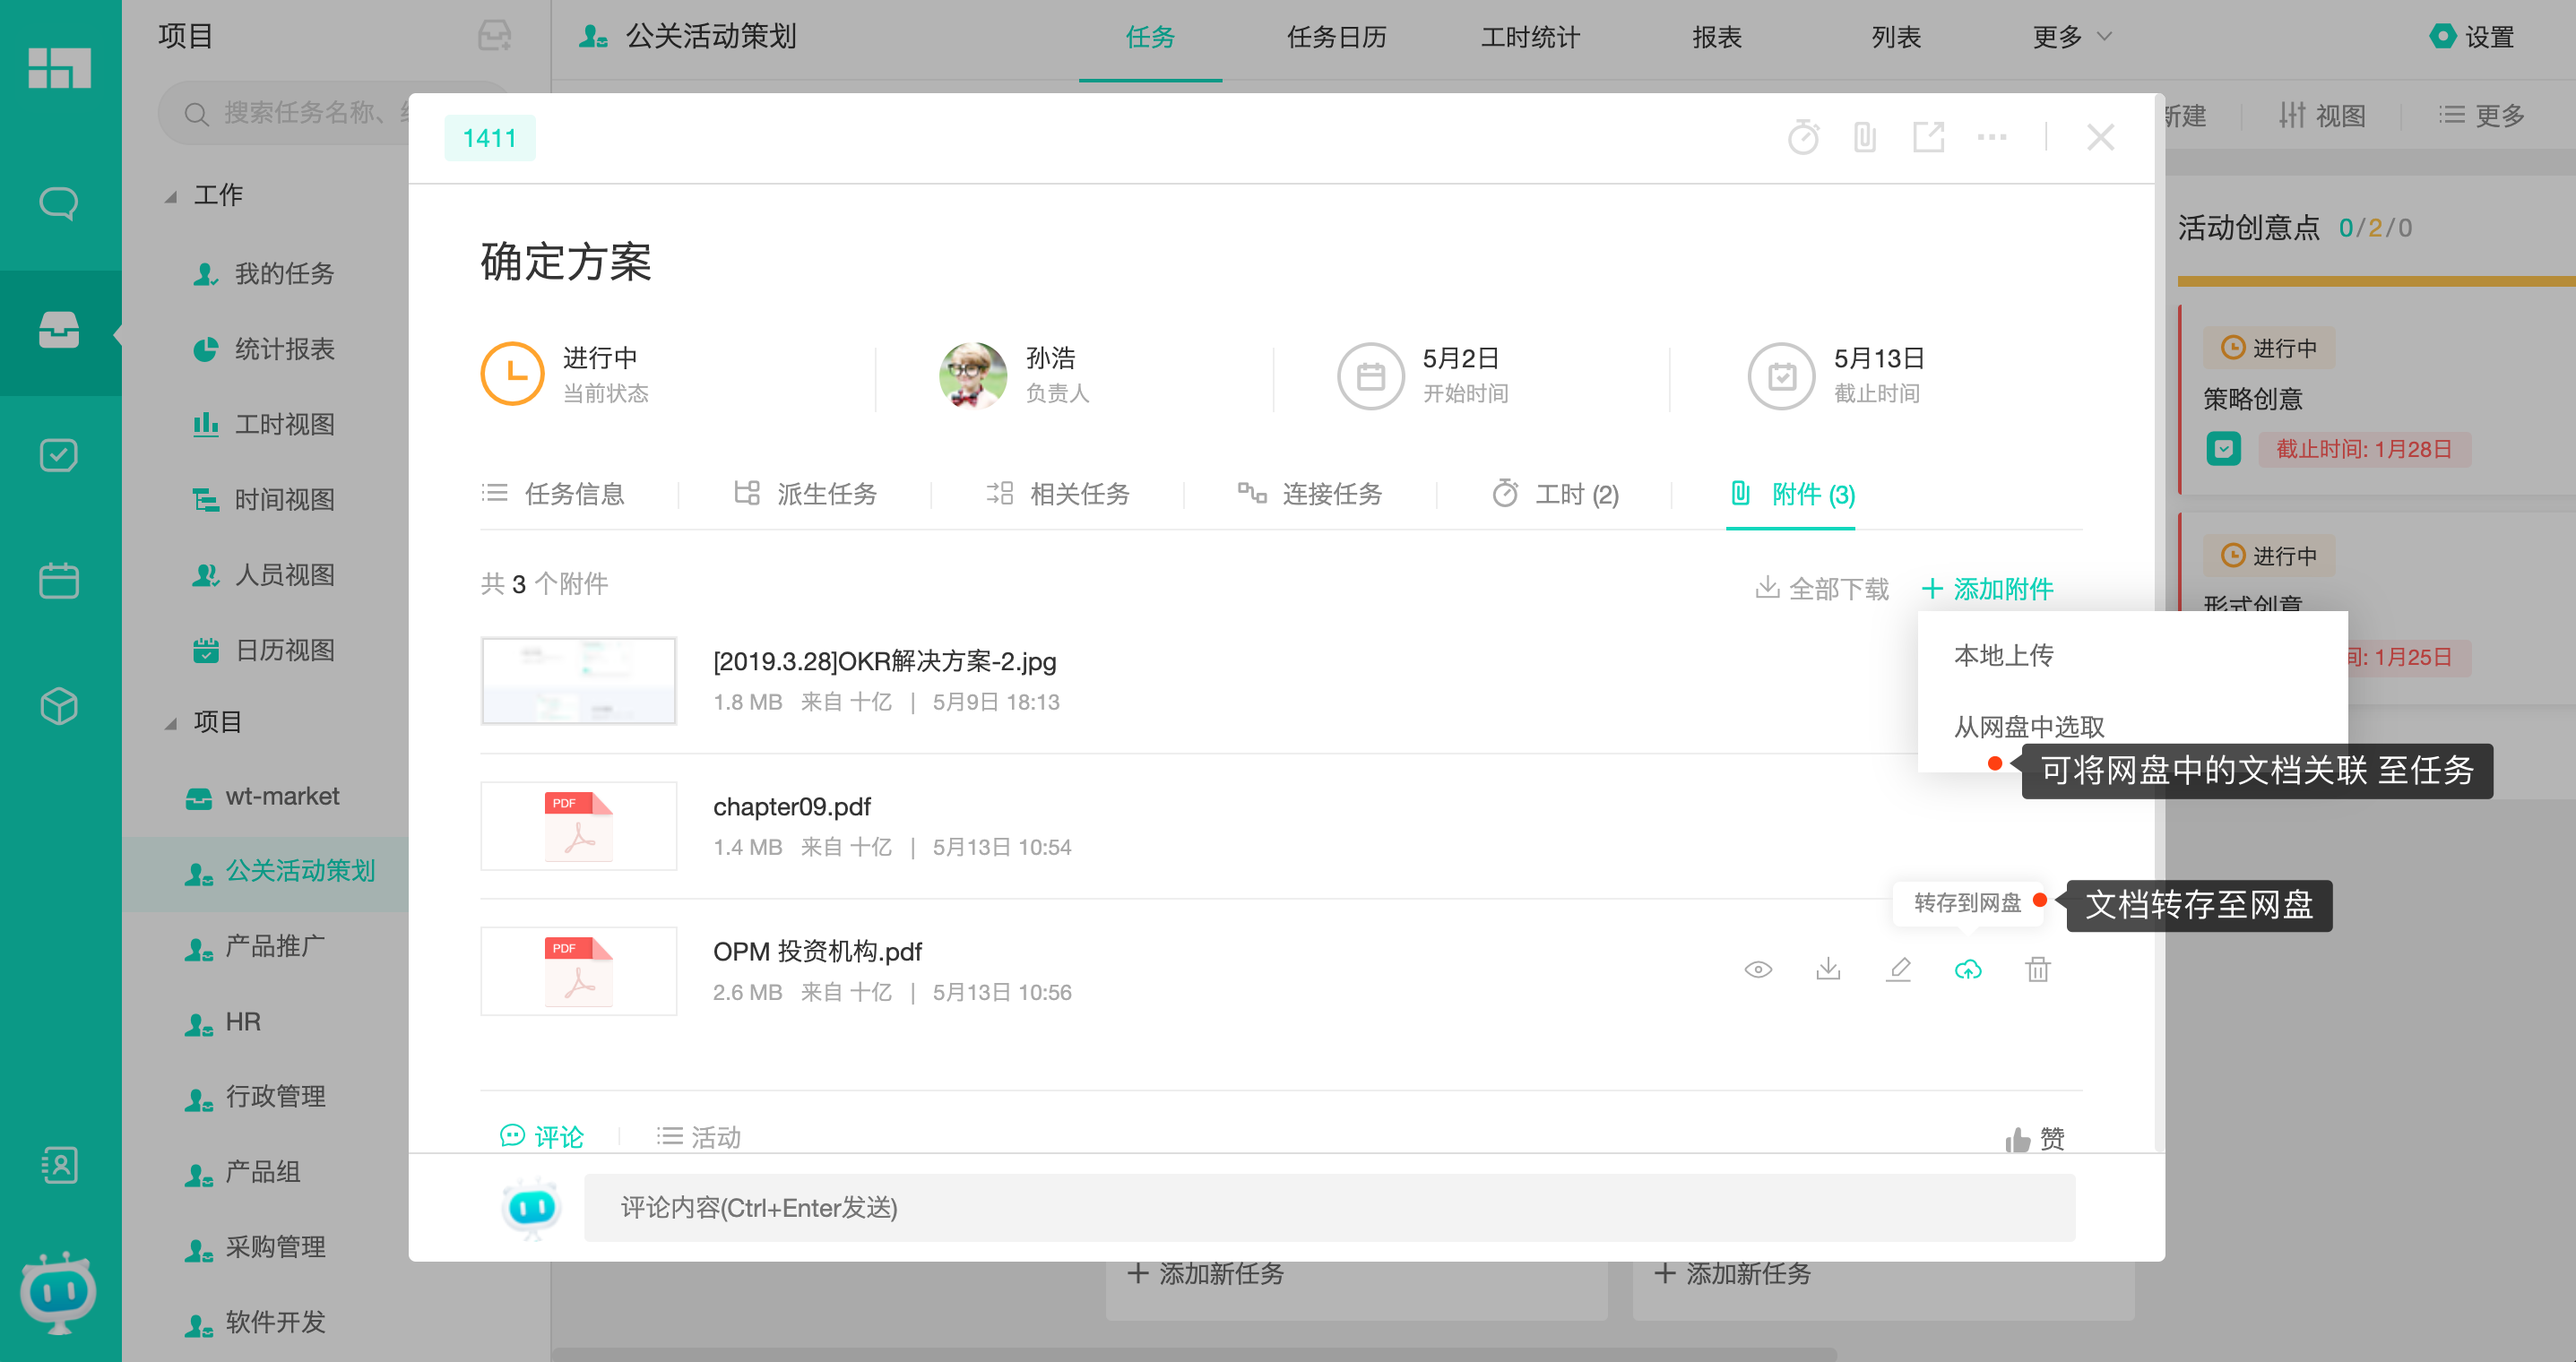 项目
公关活动策划
任务
任务日历
工时统计
报表
列表
更多
设置
搜索任务名称、
新建
视图
更多
工作
我的任务
统计报表
工时视图
时间视图
人员视图
日历视图
项目
wt-market
公关活动策划
产品推广
HR
行政管理
产品组
采购管理
软件开发
1411
确定方案
进行中
当前状态
孙浩
负责人
5月2日
开始时间
5月13日
截止时间
任务信息
派生任务
相关任务
连接任务
工时 (2)
附件 (3)
共 3 个附件
全部下载
添加附件
本地上传
从网盘中选取
可将网盘中的文档关联 至任务
[2019.3.28]OKR解决方案-2.jpg
1.8 MB 来自 十亿 | 5月9日 18:13
PDF
chapter09.pdf
1.4 MB 来自 十亿 | 5月13日 10:54
转存到网盘
文档转存至网盘
PDF
OPM 投资机构.pdf
2.6 MB 来自 十亿 | 5月13日 10:56
评论
活动
赞
评论内容(Ctrl+Enter发送)
添加新任务
添加新任务
活动创意点 0/2/0
进行中
策略创意
截止时间: 1月28日
进行中
形式创意
间: 1月25日